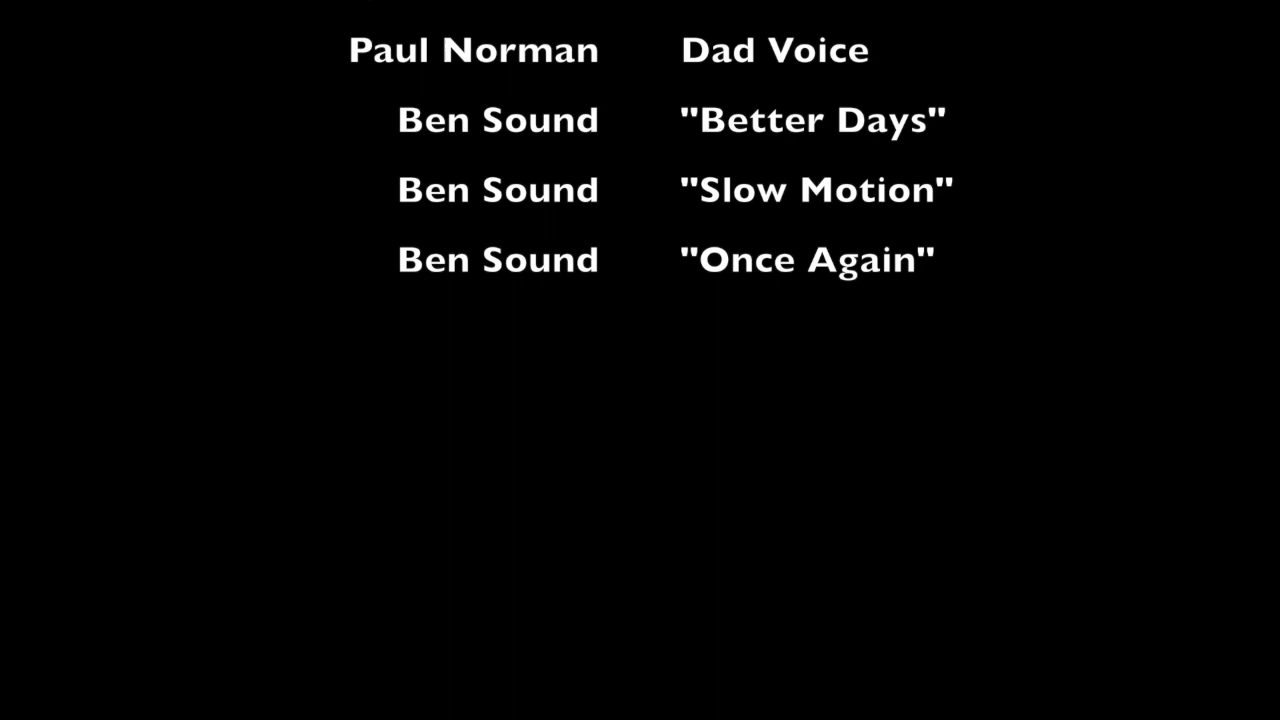 Paul Norman Dad Voice
Ben Sound "Better Days"
Ben Sound "Slow Motion"
Ben Sound "Once Again"